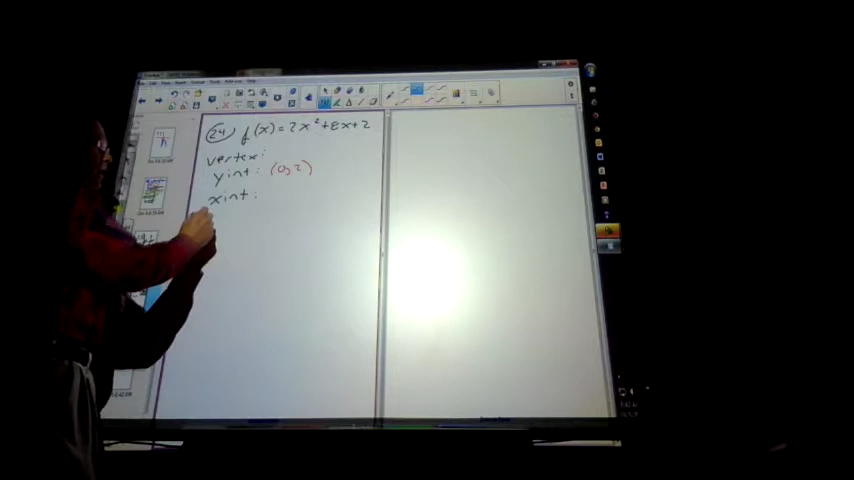 24 f(x) = 2x²+8x+2
vertex:
yint: (0,2)
xint: